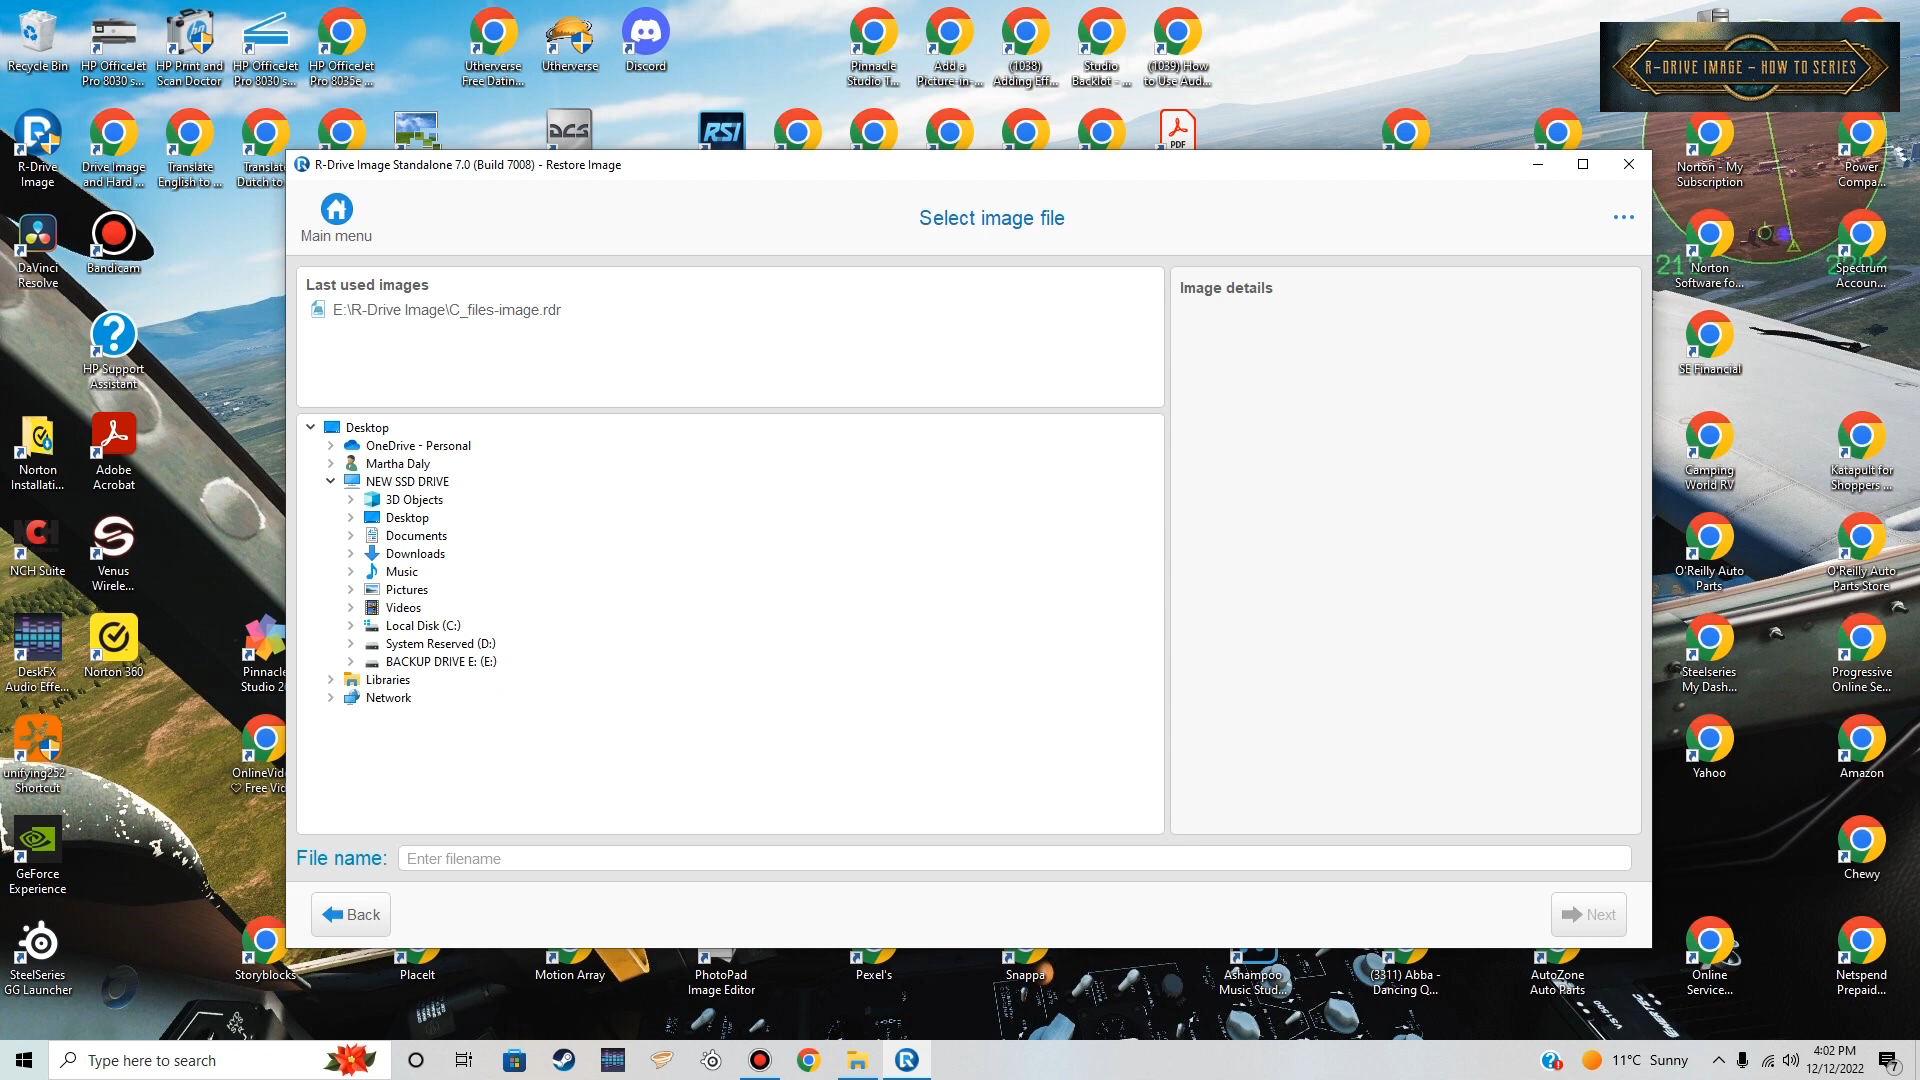 Recycle Bin
HP OfficeJet
Pro 8030 s...
HP Print and
Scan Doctor
HP OfficeJet
Pro 8030 s...
HP OfficeJet
Pro 8035e ...
Utherverse
Free Datin...
Utherverse
Discord
Pinnacle
Studio T...
Add a
Picture-in-...
(1038)
Adding Eff...
Studio
Backlot - ...
(1039) How
to Use Aud...
R-DRIVE IMAGE - HOW TO SERIES
R-Drive
Image
Drive Image
and Hard ...
Translate
English to ...
Translate
Dutch to
DCS
RSI
PDF
Norton - My
Subscription
Power
Compa...
R-Drive Image Standalone 7.0 (Build 7008) - Restore Image
Main menu
Select image file
Last used images
E:\R-Drive Image\C_files-image.rdr
Image details
Desktop
OneDrive - Personal
Martha Daly
NEW SSD DRIVE
3D Objects
Desktop
Documents
Downloads
Music
Pictures
Videos
Local Disk (C:)
System Reserved (D:)
BACKUP DRIVE E: (E:)
Libraries
Network
File name:
Enter filename
Back
Next
DaVinci
Resolve
Bandicam
HP Support
Assistant
Norton
Installati...
Adobe
Acrobat
NCH Suite
Venus
Wirele...
DeskFX
Audio Effe...
Norton 360
Pinnacle
Studio 2
unifying252 -
Shortcut
OnlineVid
♡ Free Vid
GeForce
Experience
SteelSeries
GG Launcher
Storyblocks
PlaceIt
Motion Array
PhotoPad
Image Editor
Pexel's
Snappa
Ashampoo
Music Stud...
(3311) Abba -
Dancing Q...
AutoZone
Auto Parts
Online
Service...
Netspend
Prepaid...
Norton
Software fo...
Spectrum
Accoun...
SE Financial
Camping
World RV
Katapult for
Shoppers ...
O'Reilly Auto
Parts
O'Reilly Auto
Parts Store
Steelseries
My Dash...
Progressive
Online Se...
Yahoo
Amazon
Chewy
Type here to search
11°C Sunny
4:02 PM
12/12/2022
7